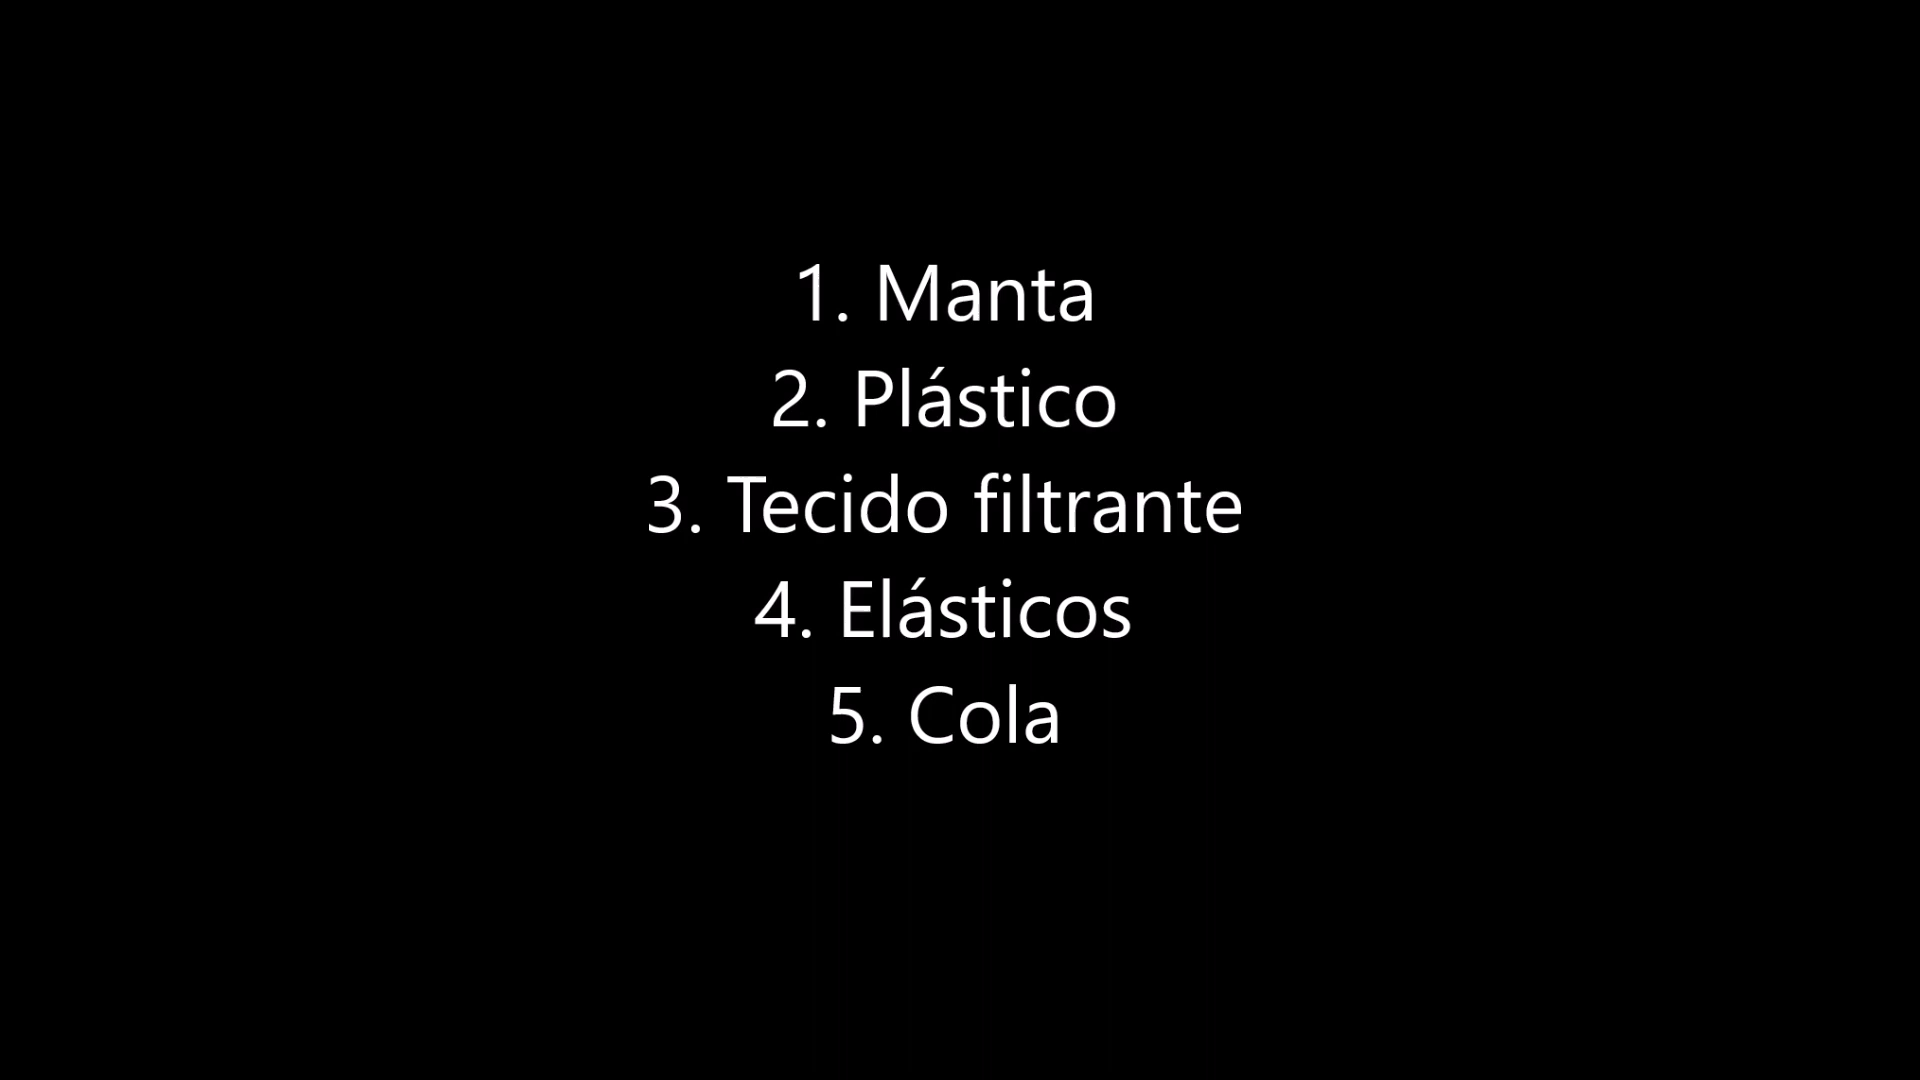 1. Manta
2. Plástico
3. Tecido filtrante
4. Elásticos
5. Cola